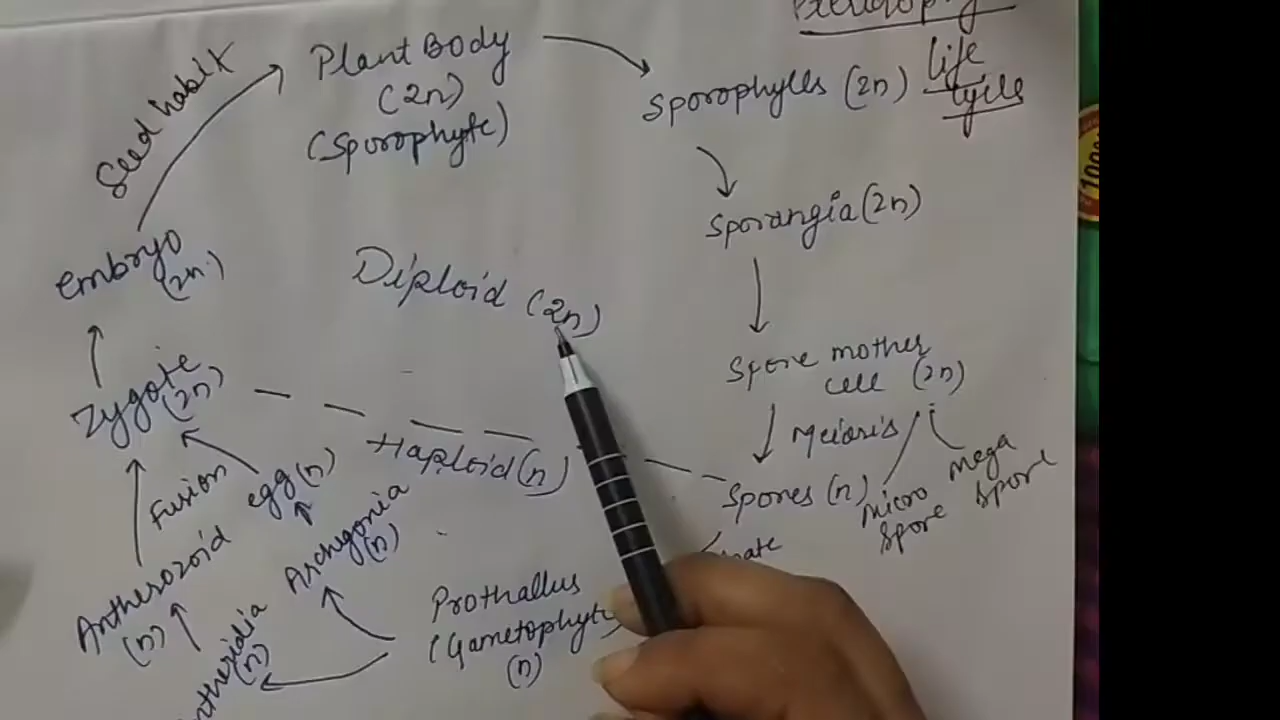 Life
Cycle
Plant Body
(2n)
(Sporophyte)
Sporophylls (2n)
Seed habit
Sporangia (2n)
embryo
(2n)
Diploid (2n)
Zygote
(2n)
Spore mother
cell (2n)
Meiosis
Haploid (n)
Spores (n)
Micro
Spore
Mega
Spore
Fusion
egg (n)
Antherozoid
(n)
Archegonia
(n)
Prothallus
(Gametophyte)
(n)
(n)